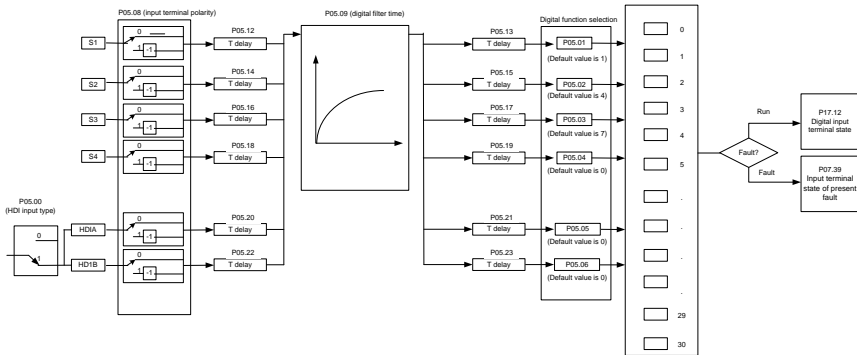 P05.08 (input terminal polarity)
P05.12
P05.09 (digital filter time)
P05.13
Digital function selection
S1
0
1
-1
T delay
T delay
P05.01
(Default value is 1)
0
1
P05.14
P05.15
S2
0
1
-1
T delay
T delay
P05.02
(Default value is 4)
2
P05.16
P05.17
S3
0
1
-1
T delay
T delay
P05.03
(Default value is 7)
3
4
P05.18
P05.19
S4
0
1
-1
T delay
T delay
P05.04
(Default value is 0)
5
Run
Fault?
Fault
P17.12
Digital input
terminal state
P07.39
Input terminal
state of present
fault
P05.00
(HDI input type)
0
1
P05.20
P05.21
HDIA
0
1
-1
T delay
T delay
P05.05
(Default value is 0)
.
.
P05.22
P05.23
HD1B
0
1
-1
T delay
T delay
P05.06
(Default value is 0)
.
.
29
30